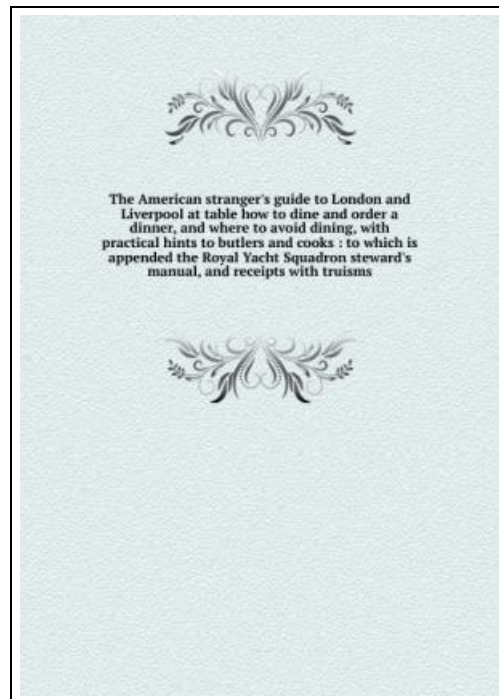 The American stranger's guide to London and
Liverpool at table how to dine and order a
dinner, and where to avoid dining, with
practical hints to butlers and cooks : to which is
appended the Royal Yacht Squadron steward's
manual, and receipts with truisms